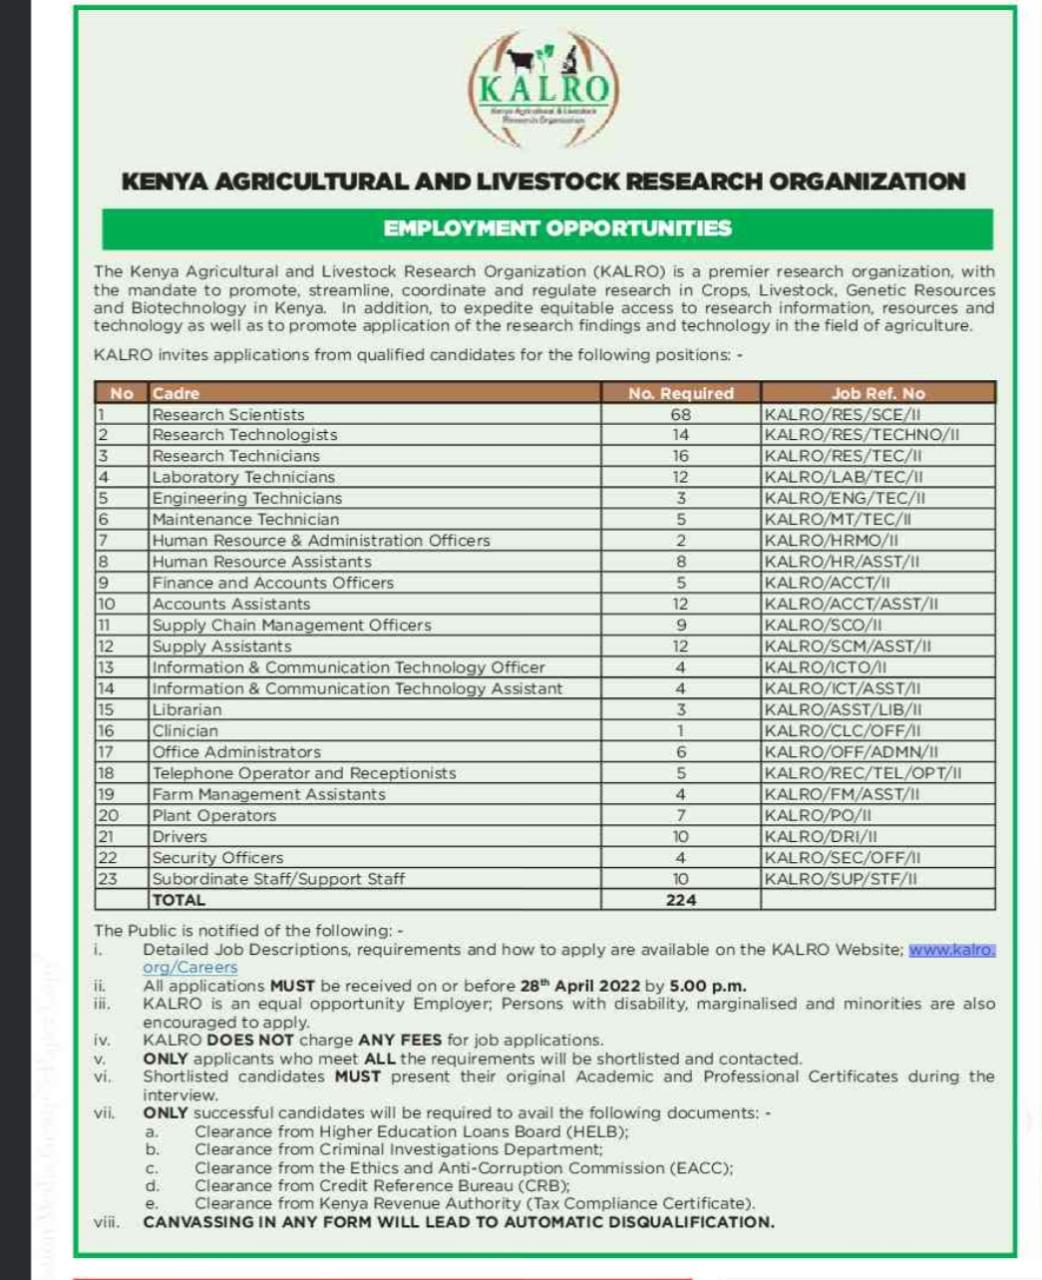 KALRO
Kenya Agricultural & Livestock
Research Organization
KENYA AGRICULTURAL AND LIVESTOCK RESEARCH ORGANIZATION
EMPLOYMENT OPPORTUNITIES
The Kenya Agricultural and Livestock Research Organization (KALRO) is a premier research organization, with
the mandate to promote, streamline, coordinate and regulate research in Crops, Livestock, Genetic Resources
and Biotechnology in Kenya. In addition, to expedite equitable access to research information, resources and
technology as well as to promote application of the research findings and technology in the field of agriculture.
KALRO invites applications from qualified candidates for the following positions: -
No Cadre No. Required Job Ref. No
1 Research Scientists 68 KALRO/RES/SCE/II
2 Research Technologists 14 KALRO/RES/TECHNO/II
3 Research Technicians 16 KALRO/RES/TEC/II
4 Laboratory Technicians 12 KALRO/LAB/TEC/II
5 Engineering Technicians 3 KALRO/ENG/TEC/II
6 Maintenance Technician 5 KALRO/MT/TEC/II
7 Human Resource & Administration Officers 2 KALRO/HRMO/II
8 Human Resource Assistants 8 KALRO/HR/ASST/II
9 Finance and Accounts Officers 5 KALRO/ACCT/II
10 Accounts Assistants 12 KALRO/ACCT/ASST/II
11 Supply Chain Management Officers 9 KALRO/SCO/II
12 Supply Assistants 12 KALRO/SCM/ASST/II
13 Information & Communication Technology Officer 4 KALRO/ICTO/II
14 Information & Communication Technology Assistant 4 KALRO/ICT/ASST/II
15 Librarian 3 KALRO/ASST/LIB/II
16 Clinician 1 KALRO/CLC/OFF/II
17 Office Administrators 6 KALRO/OFF/ADMN/II
18 Telephone Operator and Receptionists 5 KALRO/REC/TEL/OPT/II
19 Farm Management Assistants 4 KALRO/FM/ASST/II
20 Plant Operators 7 KALRO/PO/II
21 Drivers 10 KALRO/DRI/II
22 Security Officers 4 KALRO/SEC/OFF/II
23 Subordinate Staff/Support Staff 10 KALRO/SUP/STF/II
TOTAL 224
The Public is notified of the following: -
i. Detailed Job Descriptions, requirements and how to apply are available on the KALRO Website; www.kalro.
org/Careers
ii. All applications MUST be received on or before 28th April 2022 by 5.00 p.m.
iii. KALRO is an equal opportunity Employer; Persons with disability, marginalised and minorities are also
encouraged to apply.
iv. KALRO DOES NOT charge ANY FEES for job applications.
v. ONLY applicants who meet ALL the requirements will be shortlisted and contacted.
vi. Shortlisted candidates MUST present their original Academic and Professional Certificates during the
interview.
vii. ONLY successful candidates will be required to avail the following documents: -
a. Clearance from Higher Education Loans Board (HELB);
b. Clearance from Criminal Investigations Department;
c. Clearance from the Ethics and Anti-Corruption Commission (EACC);
d. Clearance from Credit Reference Bureau (CRB);
e. Clearance from Kenya Revenue Authority (Tax Compliance Certificate).
viii. CANVASSING IN ANY FORM WILL LEAD TO AUTOMATIC DISQUALIFICATION.